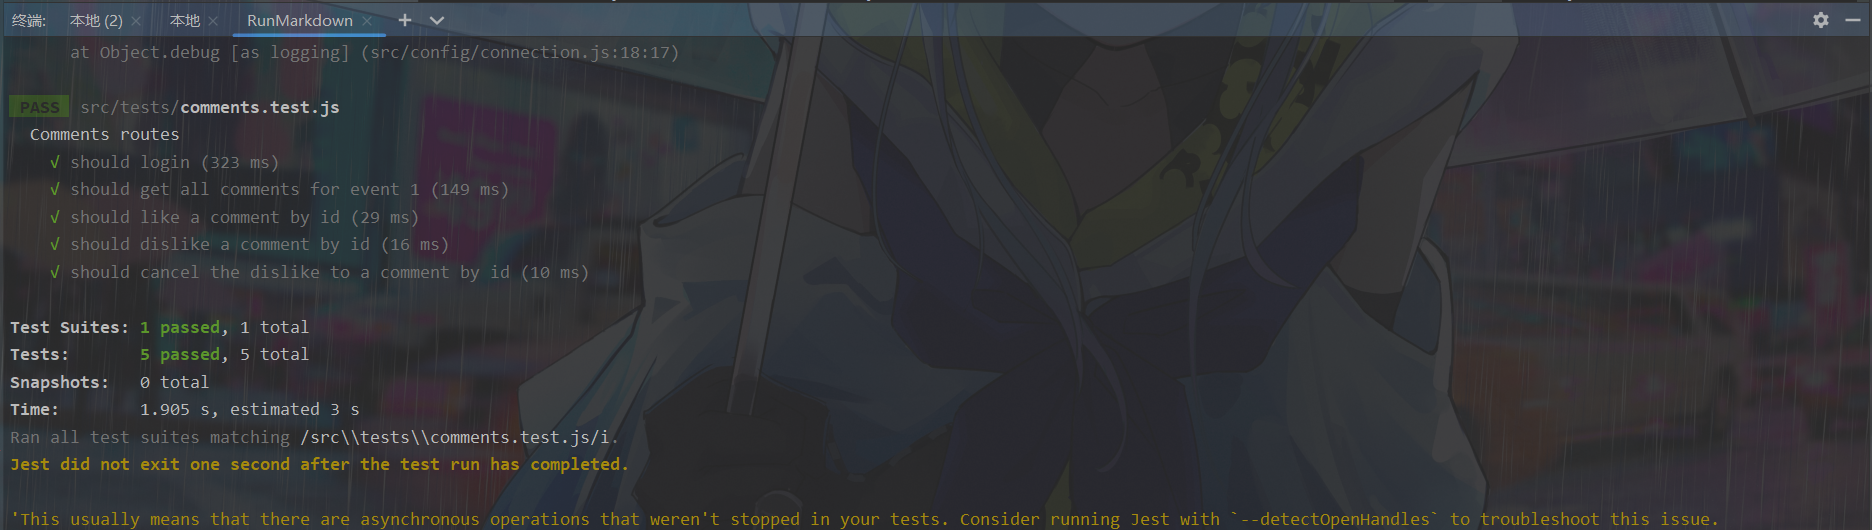 终端: 本地 (2) × 本地 × RunMarkdown × + 
at Object.debug [as logging] (src/config/connection.js:18:17)
PASS src/tests/comments.test.js
Comments routes
√ should login (323 ms)
√ should get all comments for event 1 (149 ms)
√ should like a comment by id (29 ms)
√ should dislike a comment by id (16 ms)
√ should cancel the dislike to a comment by id (10 ms)
Test Suites: 1 passed, 1 total
Tests: 5 passed, 5 total
Snapshots: 0 total
Time: 1.905 s, estimated 3 s
Ran all test suites matching /src\\tests\\comments.test.js/i.
Jest did not exit one second after the test run has completed.
'This usually means that there are asynchronous operations that weren't stopped in your tests. Consider running Jest with `--detectOpenHandles` to troubleshoot this issue.